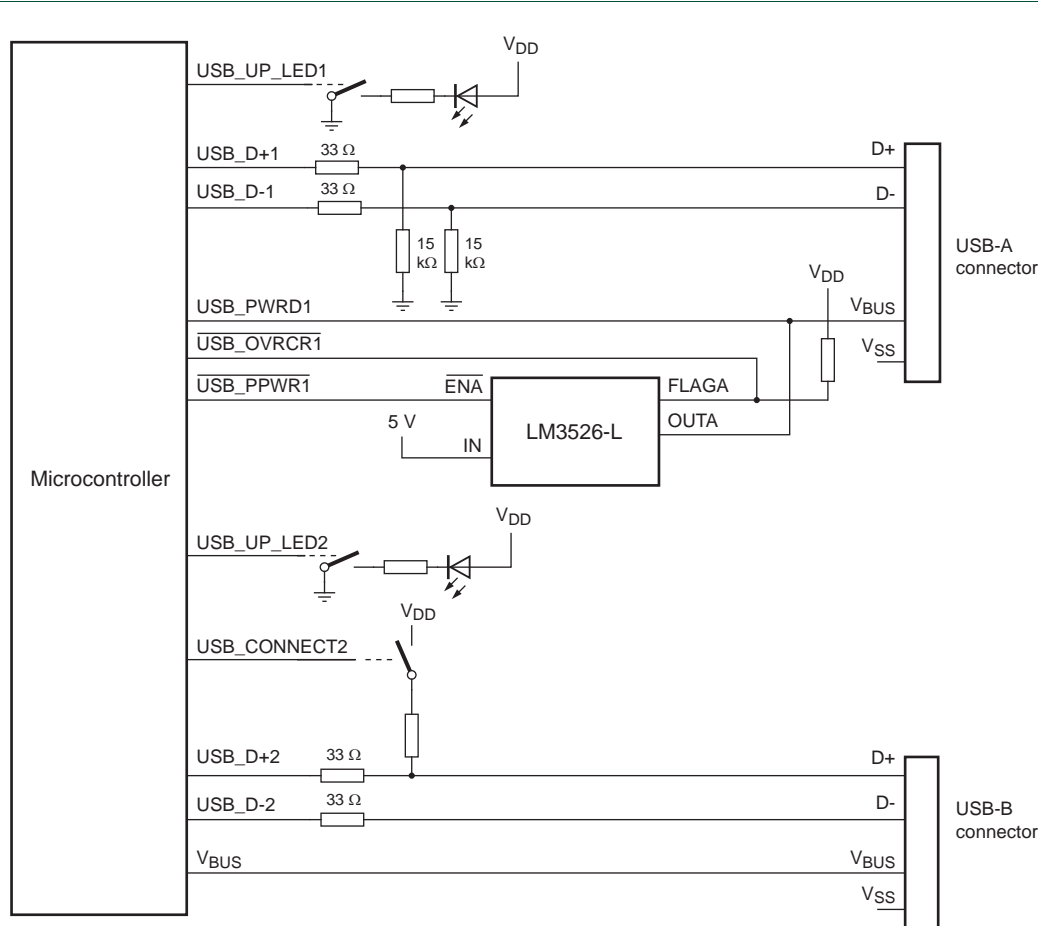 VDD
USB_UP_LED1
USB_D+1
33 Ω
D+
USB_D-1
33 Ω
D-
15
kΩ
15
kΩ
USB-A
connector
VDD
USB_PWRD1
VBUS
USB_OVRCR1
VSS
USB_PPWR1
ENA
FLAGA
5 V
IN
LM3526-L
OUTA
Microcontroller
VDD
USB_UP_LED2
VDD
USB_CONNECT2
USB_D+2
33 Ω
D+
USB_D-2
33 Ω
D-
USB-B
connector
VBUS
VBUS
VSS